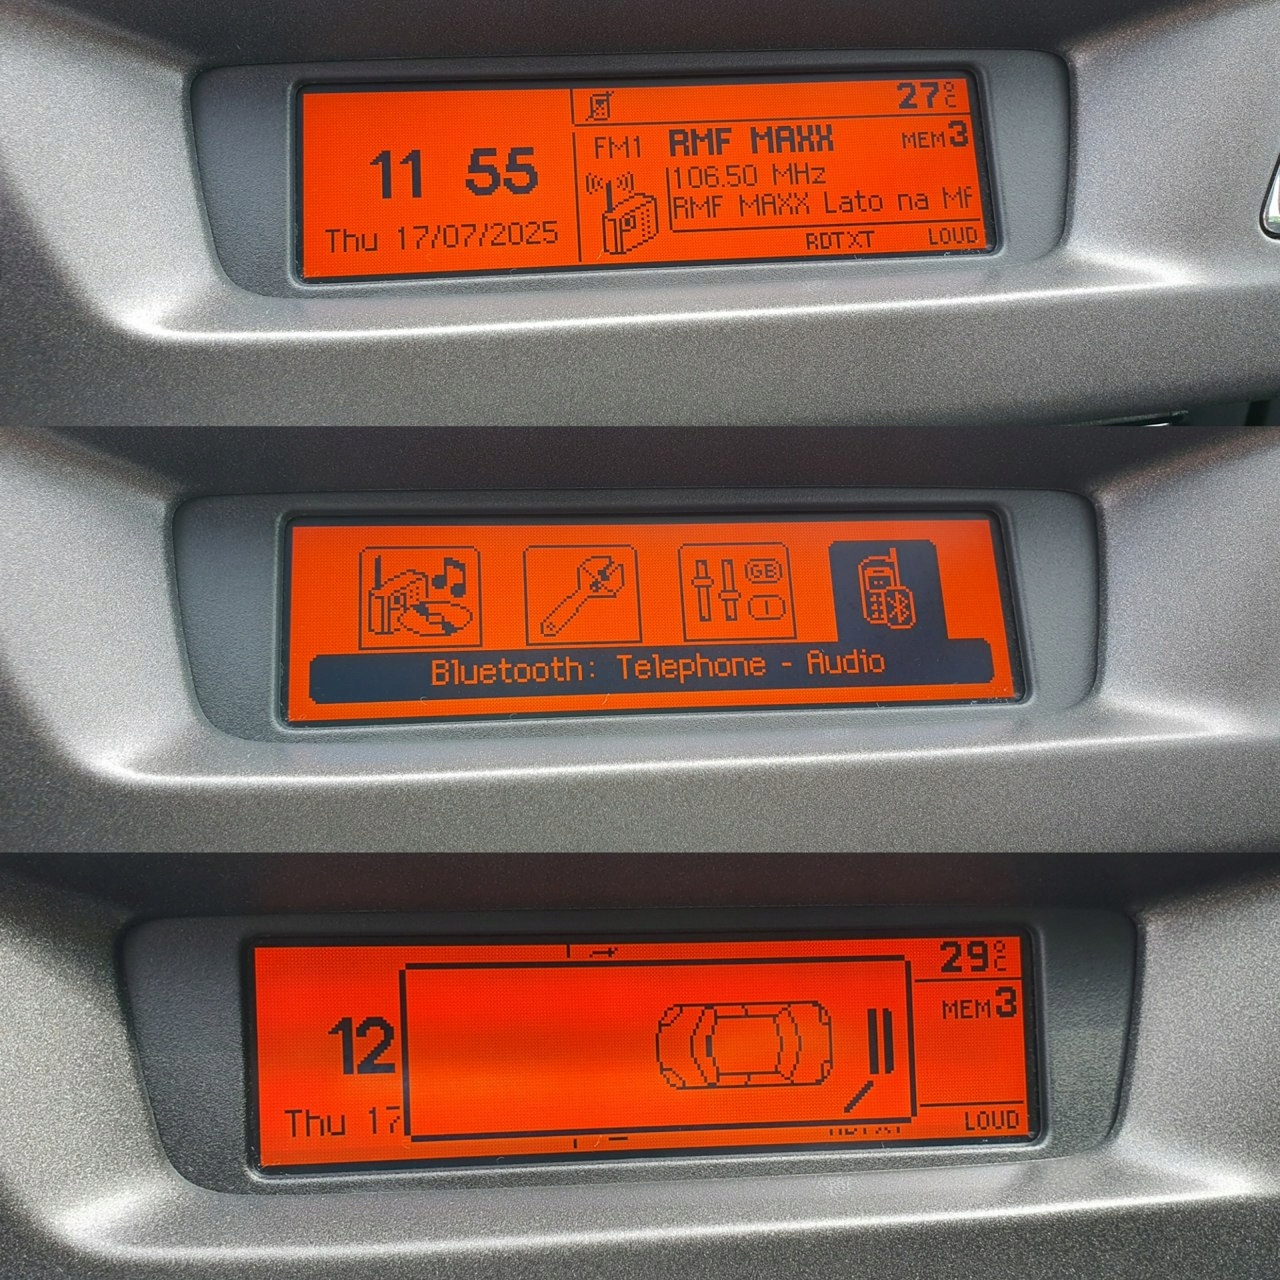 27°C
11 55
FM1 RMF MAXX MEM3
106.50 MHz
RMF MAXX Lato na
Thu 17/07/2025
RDTXT LOUD
GB
Bluetooth: Telephone - Audio
29°C
MEM3
12
Thu 17
LOUD